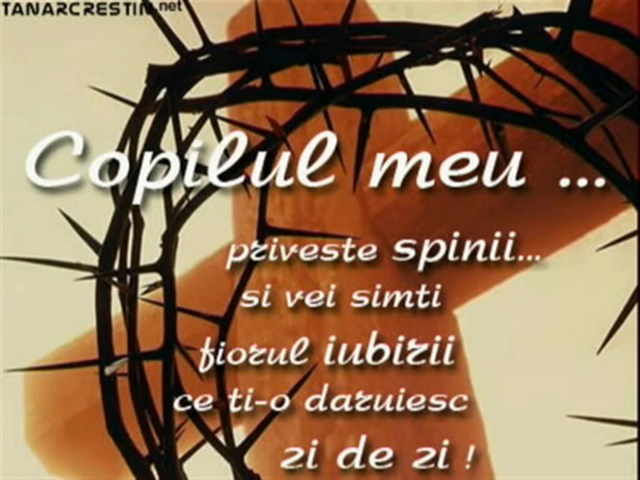 TANARCRESTIN.net
Copilul meu ...
priveste spinii...
si vei simti
fiorul iubirii
ce ti-o daruiesc
zi de zi !